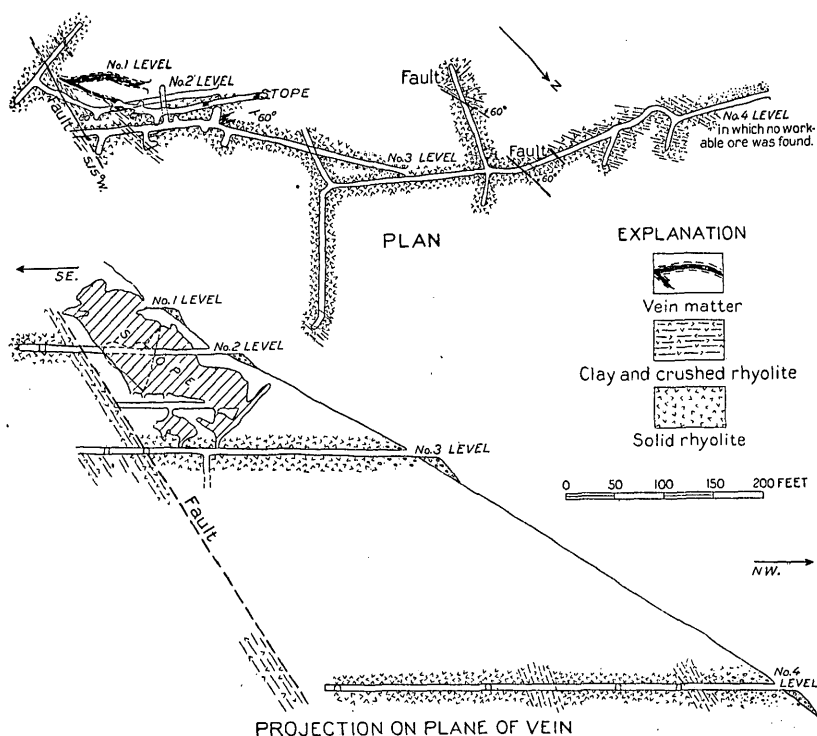 No.1 LEVEL
No.2 LEVEL
STOPE
60°
Fault
S15°W.
No.3 LEVEL
Fault
60°
Fault
60°
N
No.4 LEVEL
in which no work-
able ore was found.
PLAN
EXPLANATION
Vein matter
Clay and crushed rhyolite
Solid rhyolite
0 50 100 150 200 FEET
SE.
No.1 LEVEL
No.2 LEVEL
STOPE
No.3 LEVEL
Fault
NW.
No.4
LEVEL
PROJECTION ON PLANE OF VEIN